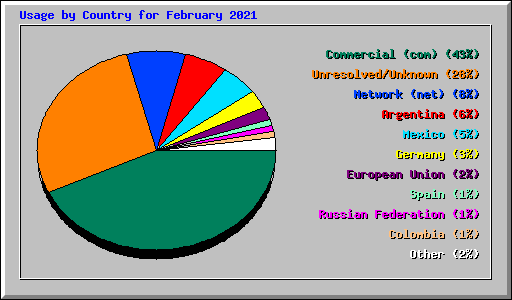 Usage by Country for February 2021
Commercial (com) (43%)
Unresolved/Unknown (28%)
Network (net) (8%)
Argentina (6%)
Mexico (5%)
Germany (3%)
European Union (2%)
Spain (1%)
Russian Federation (1%)
Colombia (1%)
Other (2%)